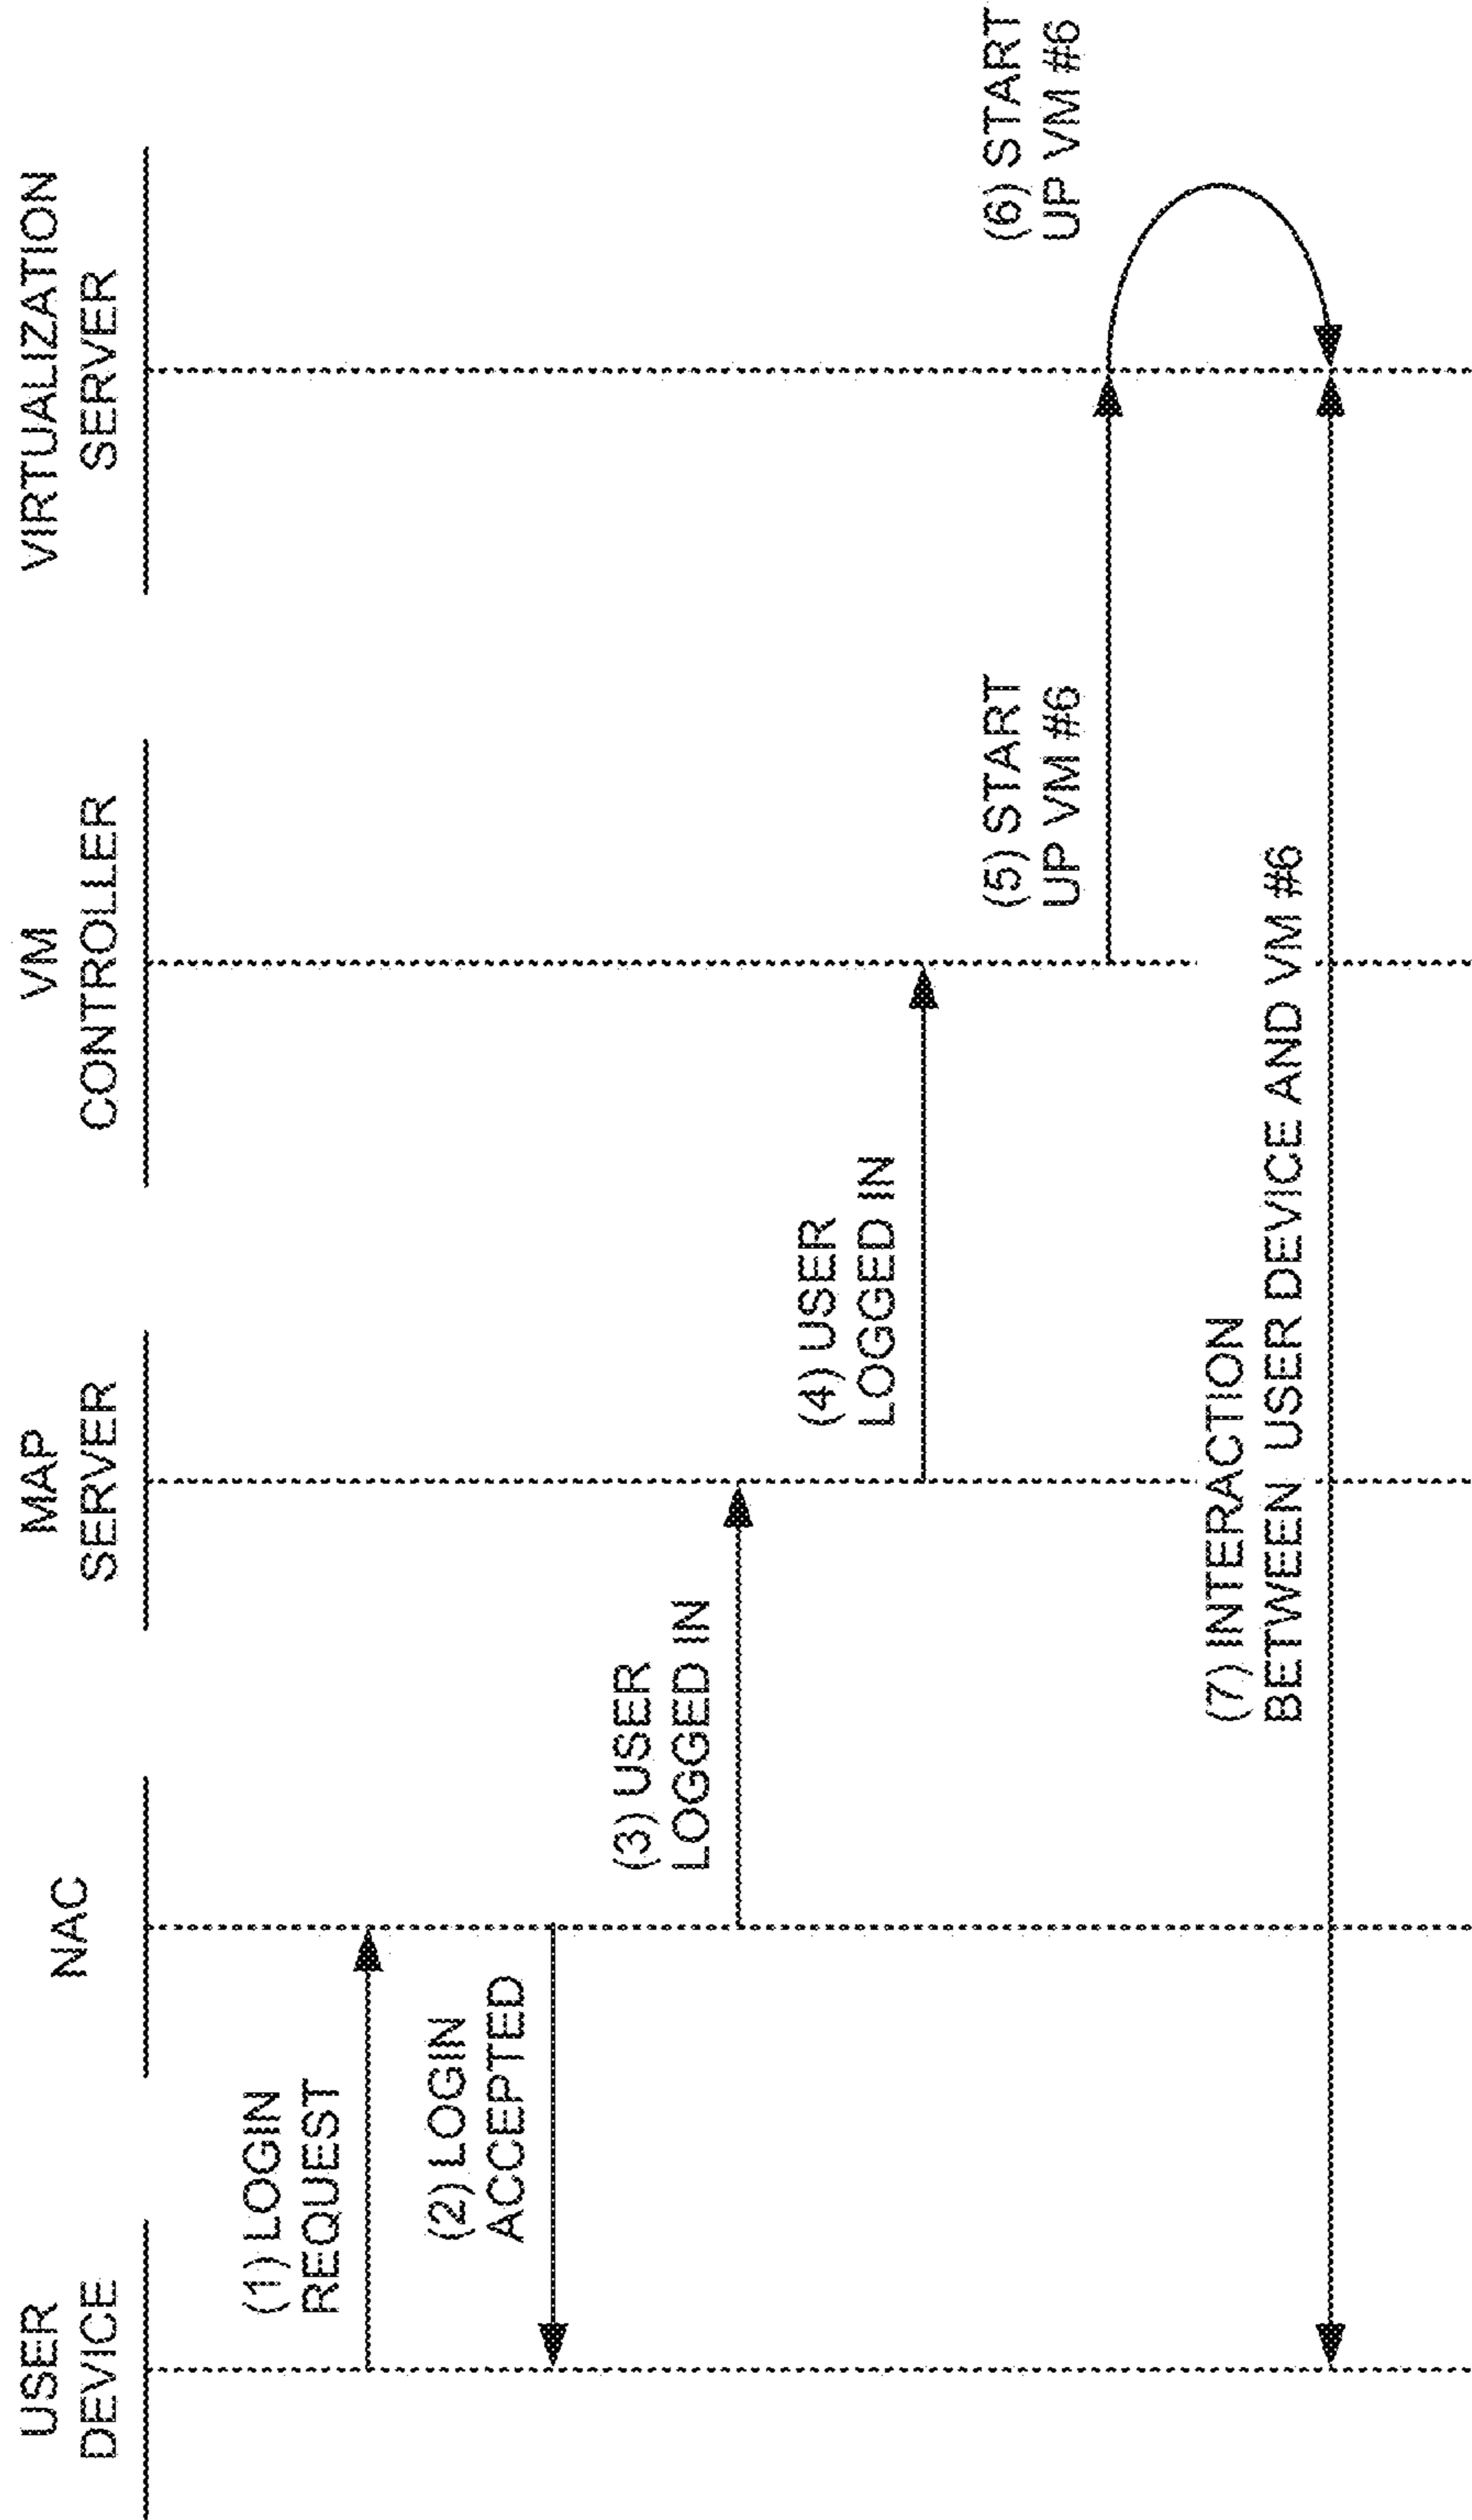 USER
DEVICE
NAC
MAP
SERVER
VM
CONTROLLER
VIRTUALIZATION
SERVER
(1) LOGIN
REQUEST
(2) LOGIN
ACCEPTED
(3) USER
LOGGED IN
(4) USER
LOGGED IN
(5) START
UP VM #6
(6) START
UP VM #6
(7) INTERACTION
BETWEEN USER DEVICE AND VM #6